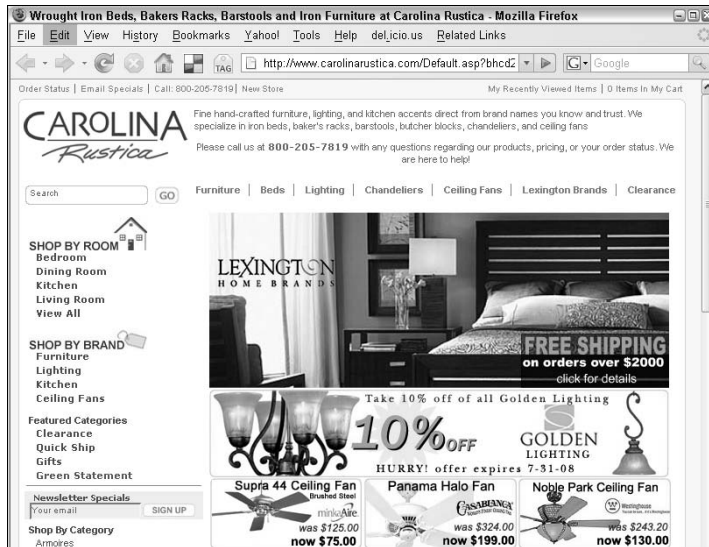 Wrought Iron Beds, Bakers Racks, Barstools and Iron Furniture at Carolina Rustica - Mozilla Firefox
File Edit View History Bookmarks Yahoo! Tools Help del.icio.us Related Links
TAG http://www.carolinarustica.com/Default.asp?bhcd2 G Google
Order Status | Email Specials | Call: 800-205-7819 | New Store My Recently Viewed Items | 0 Items In My Cart
CAROLINA
Rustica
Fine hand-crafted furniture, lighting, and kitchen accents direct from brand names you know and trust. We
specialize in iron beds, baker's racks, barstools, butcher blocks, chandeliers, and ceiling fans
Please call us at 800-205-7819 with any questions regarding our products, pricing, or your order status. We
are here to help!
Search GO
Furniture | Beds | Lighting | Chandeliers | Ceiling Fans | Lexington Brands | Clearance
SHOP BY ROOM
Bedroom
Dining Room
Kitchen
Living Room
View All
SHOP BY BRAND
Furniture
Lighting
Kitchen
Ceiling Fans
Featured Categories
Clearance
Quick Ship
Gifts
Green Statement
Newsletter Specials
Your email SIGN UP
Shop By Category
Armoires
LEXINGTON
HOME BRANDS
FREE SHIPPING
on orders over $2000
click for details
Take 10% off of all Golden Lighting
10% OFF
GOLDEN
LIGHTING
HURRY! offer expires 7-31-08
Supra 44 Ceiling Fan
Brushed Steel
minkaAire
was $125.00
now $75.00
Panama Halo Fan
CASABLANCA
was $324.00
now $199.00
Noble Park Ceiling Fan
Westinghouse
was $243.20
now $130.00